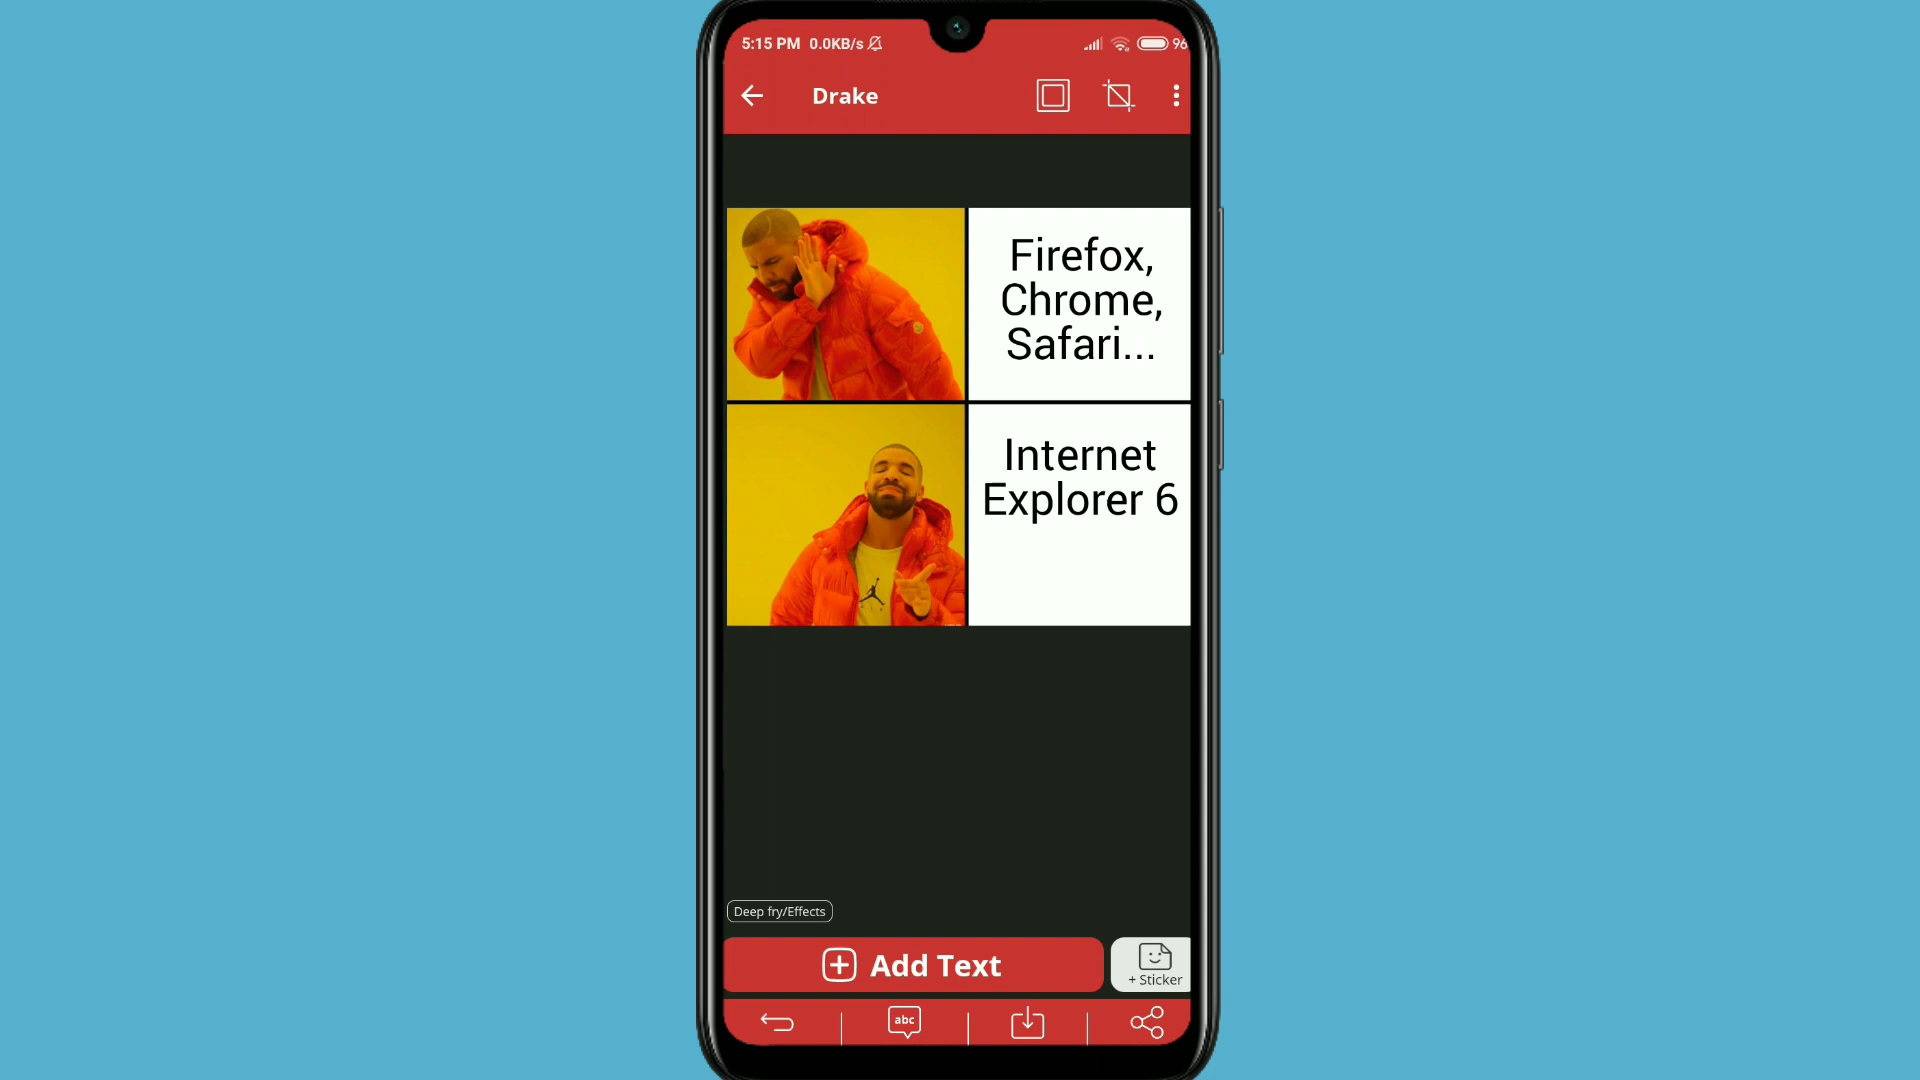 5:15 PM 0.0KB/s 96
Drake
Firefox,
Chrome,
Safari...
Internet
Explorer 6
Deep fry/Effects
Add Text
+ Sticker
abc